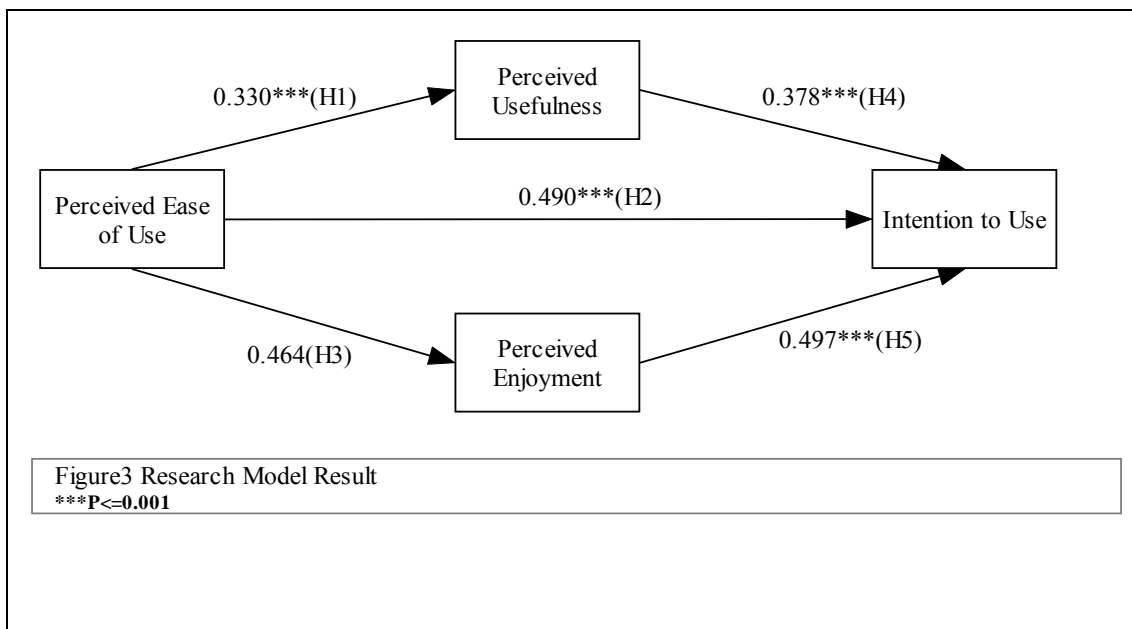 Perceived
Usefulness
0.330***(H1)
0.378***(H4)
Perceived Ease
of Use
0.490***(H2)
Intention to Use
0.464(H3)
Perceived
Enjoyment
0.497***(H5)
Figure3 Research Model Result
***P<=0.001